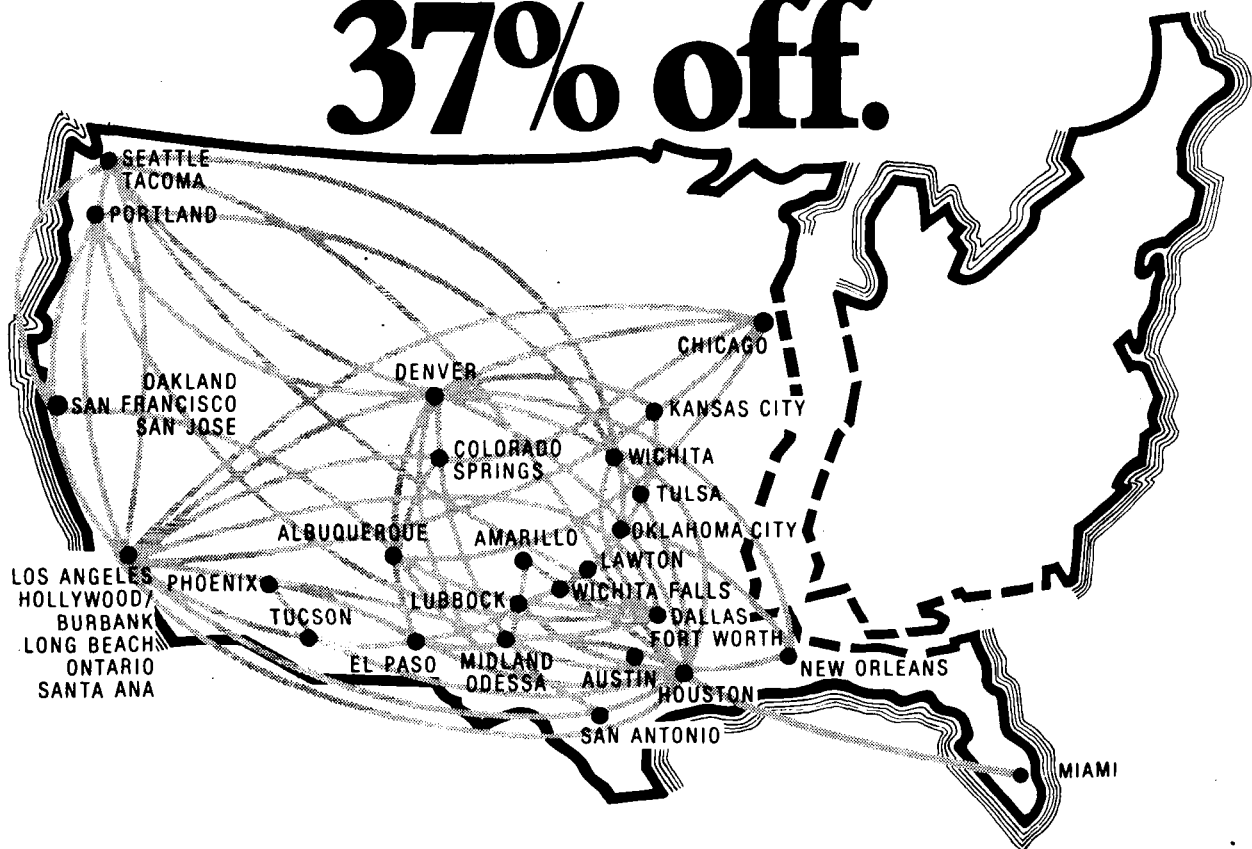 37% off.
SEATTLE
TACOMA
PORTLAND
CHICAGO
DENVER
OAKLAND
SAN FRANCISCO
SAN JOSE
KANSAS CITY
COLORADO
SPRINGS
WICHITA
TULSA
ALBUQUERQUE
AMARILLO
OKLAHOMA CITY
LAWTON
LOS ANGELES
HOLLYWOOD/
BURBANK
LONG BEACH
ONTARIO
SANTA ANA
PHOENIX
TUCSON
LUBBOCK
WICHITA FALLS
DALLAS
FORT WORTH
EL PASO
MIDLAND
ODESSA
AUSTIN
HOUSTON
NEW ORLEANS
SAN ANTONIO
MIAMI